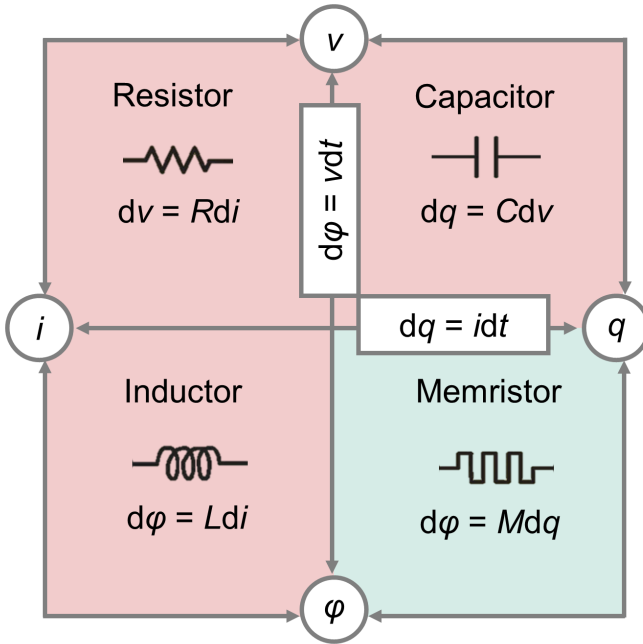 v
Resistor
Capacitor
dφ = vdt
dv = Rdi
dq = Cdv
i
dq = idt
q
Inductor
Memristor
dφ = Ldi
dφ = Mdq
φ